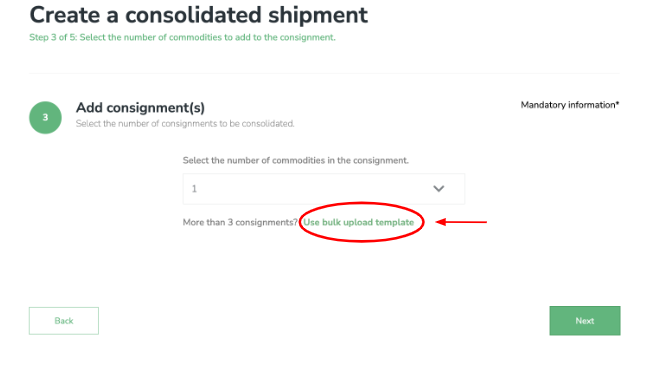 Create a consolidated shipment
Step 3 of 5: Select the number of commodities to add to the consignment.
3
Add consignment(s)
Mandatory information*
Select the number of consignments to be consolidated.
Select the number of commodities in the consignment.
1
More than 3 consignments? Use bulk upload template
Back
Next